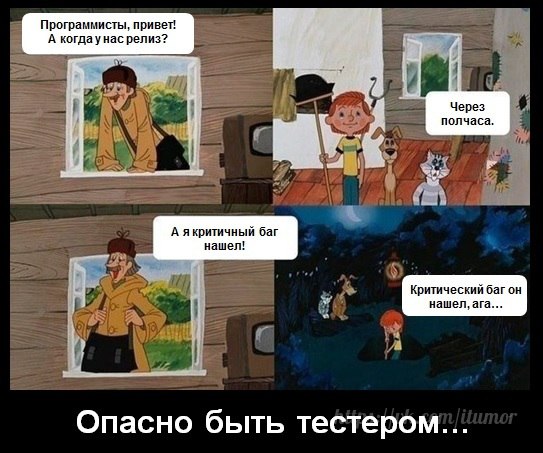 Программисты, привет!
А когда у нас релиз?
Через
полчаса.
А я критичный баг
нашел!
Критический баг он
нашел, ага...
Опасно быть тестером...